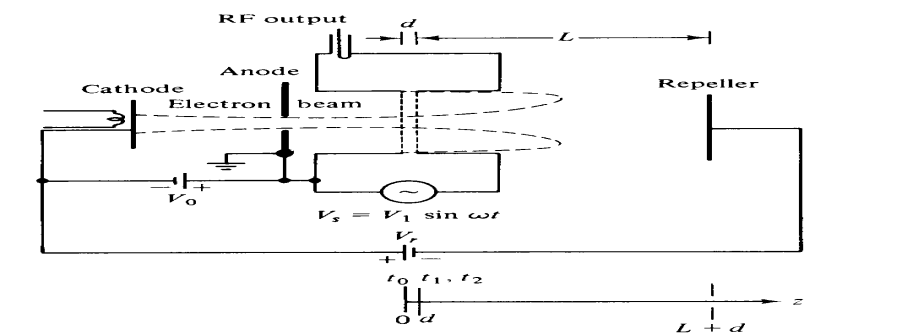 RF output
d
L
Anode
Cathode
Repeller
Electron beam
− +
V₀
~
Vₛ = V₁ sin ωt
Vᵣ
+ −
t₀ t₁, t₂
z
0 d
L + d